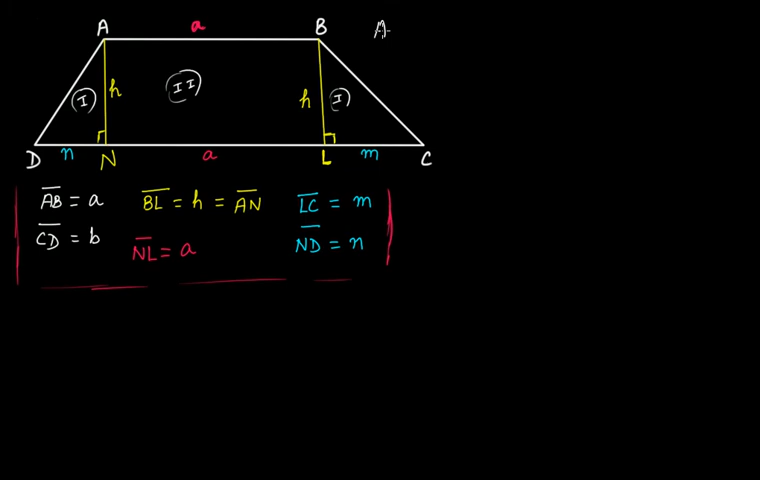 A a B A
I h II h I
D n N a L m C
AB = a BL = h = AN LC = m
CD = b NL = a ND = n